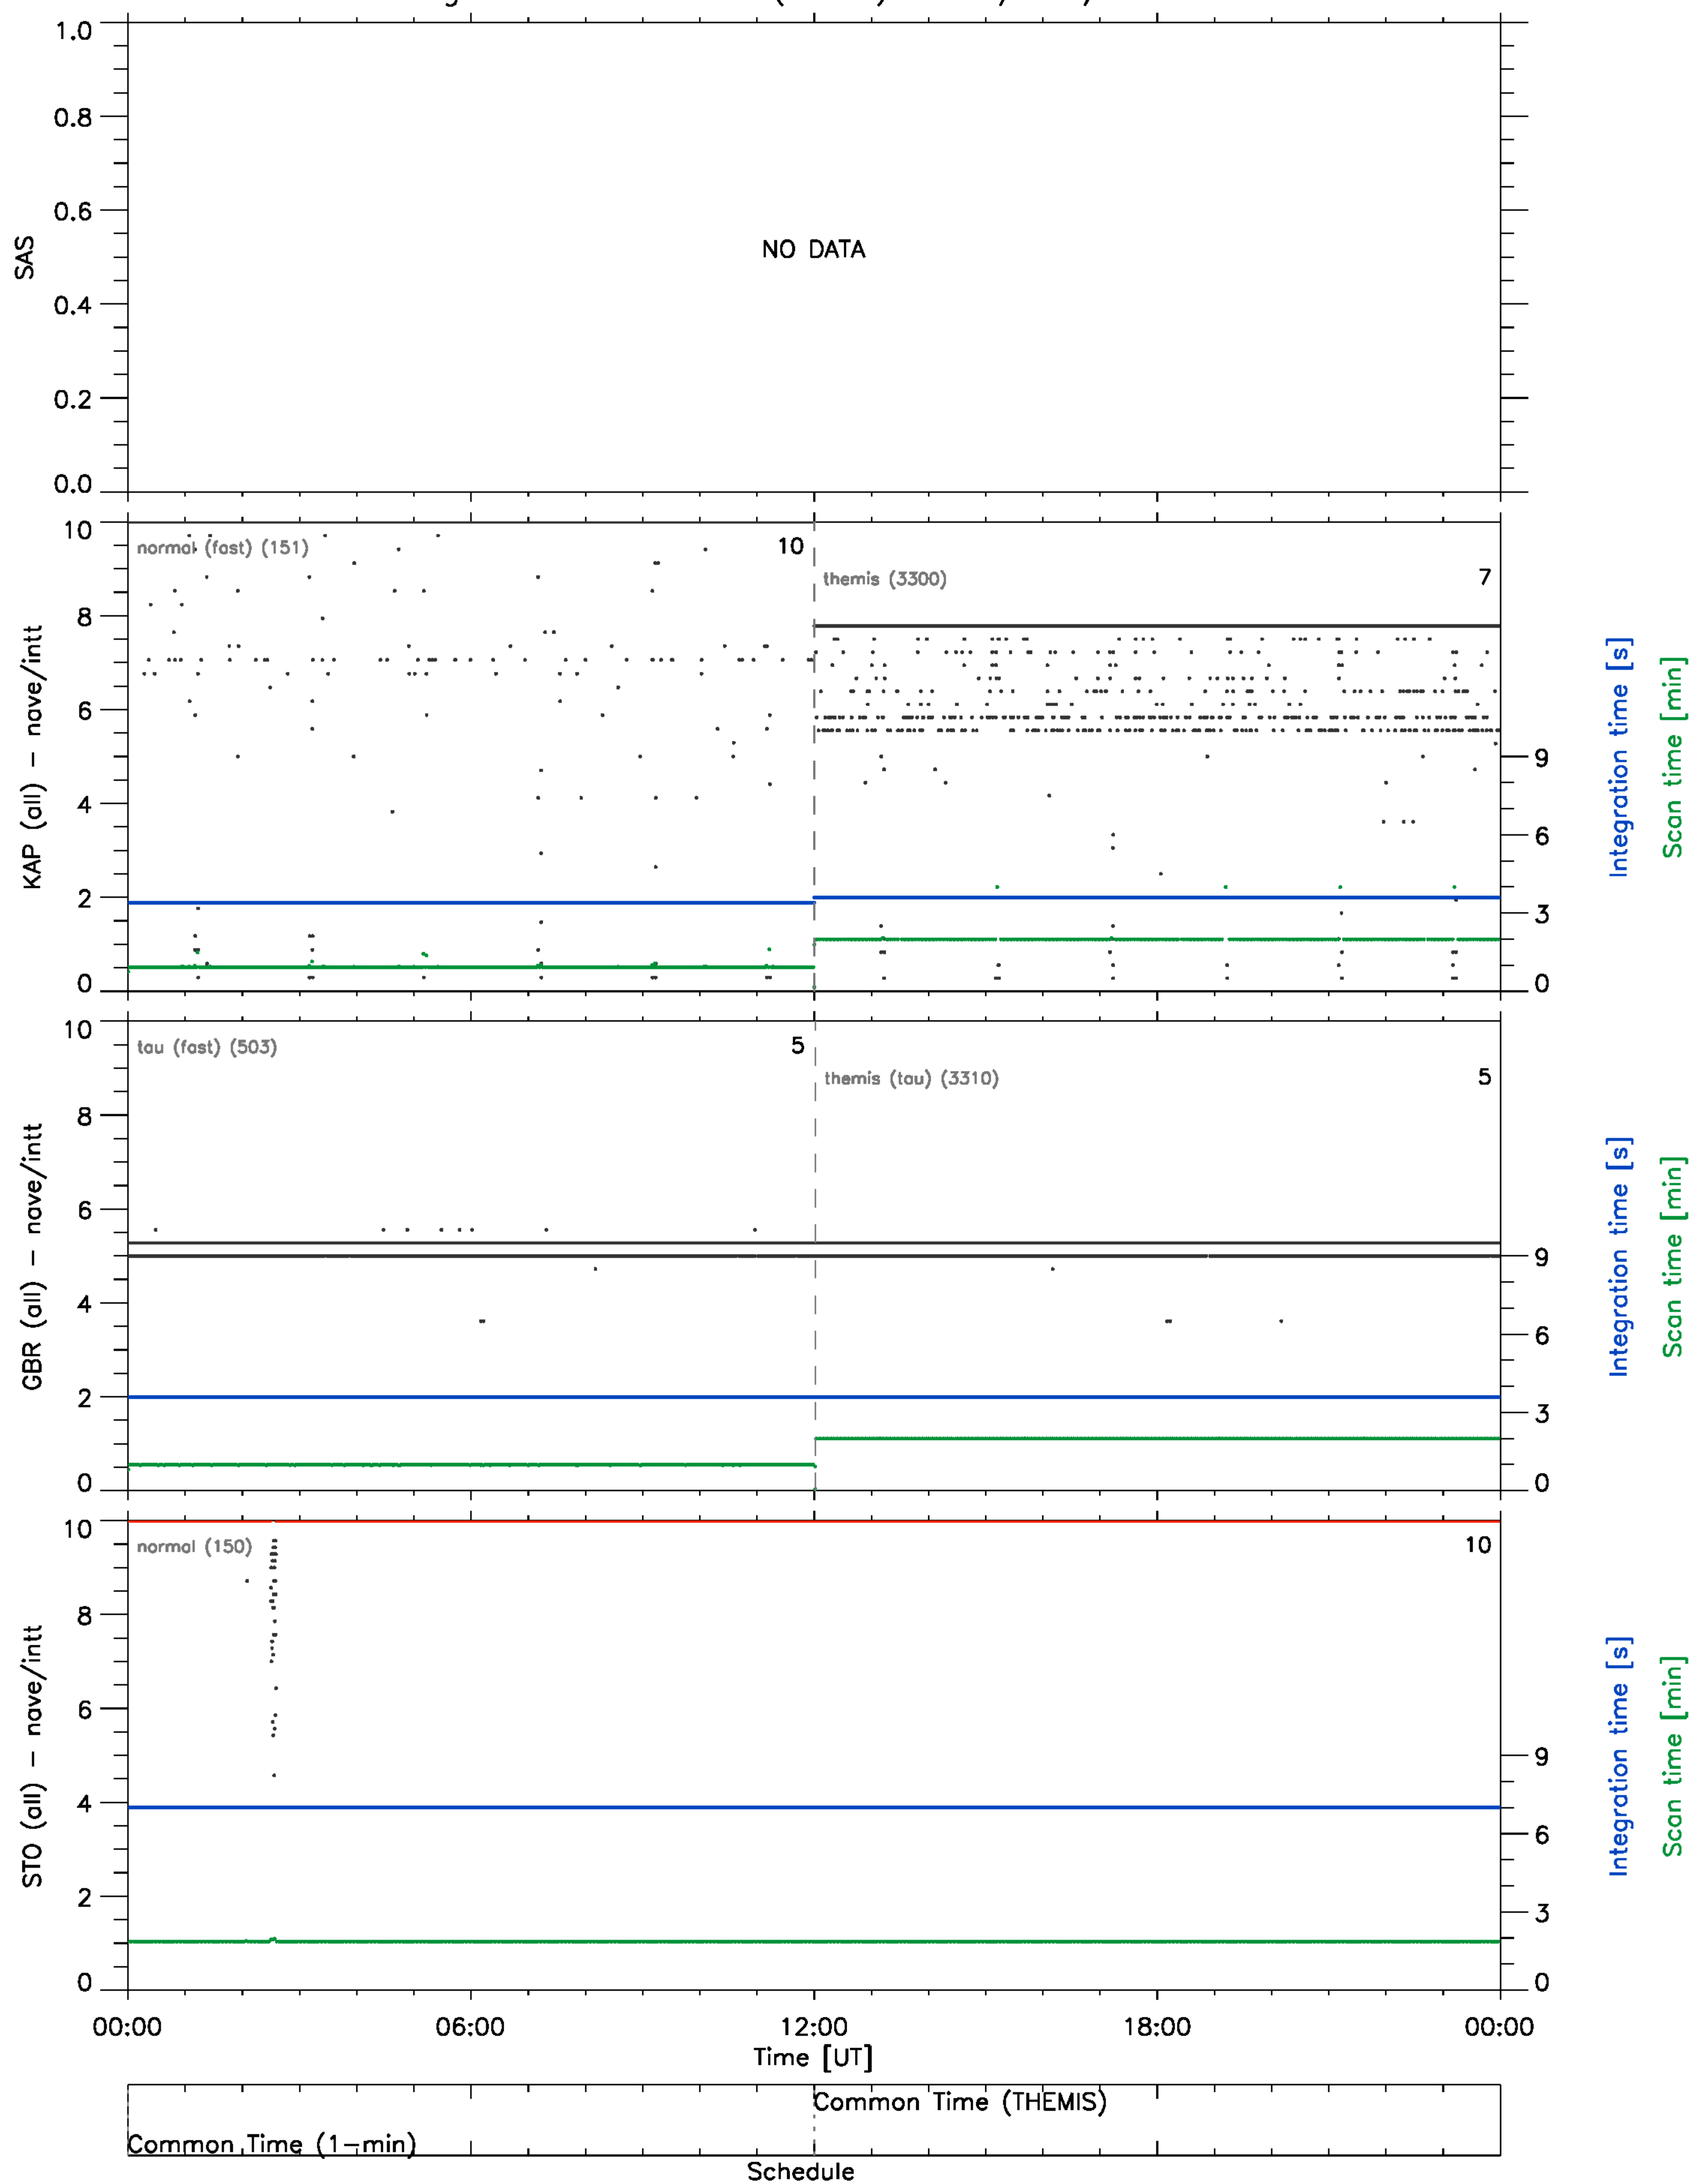 1.0
0.8
0.6
0.4
0.2
0.0
SAS
NO DATA
10
8
6
4
2
0
KAP (all) − nave/intt
normal (fast) (151)
10
themis (3300)
7
9
6
3
0
Integration time [s]
Scan time [min]
10
8
6
4
2
0
GBR (all) − nave/intt
tau (fast) (503)
5
themis (tau) (3310)
5
9
6
3
0
Integration time [s]
Scan time [min]
10
8
6
4
2
0
STO (all) − nave/intt
normal (150)
10
9
6
3
0
Integration time [s]
Scan time [min]
00:00 06:00 12:00 18:00 00:00
Time [UT]
Common Time (THEMIS)
Common Time (1−min)
Schedule